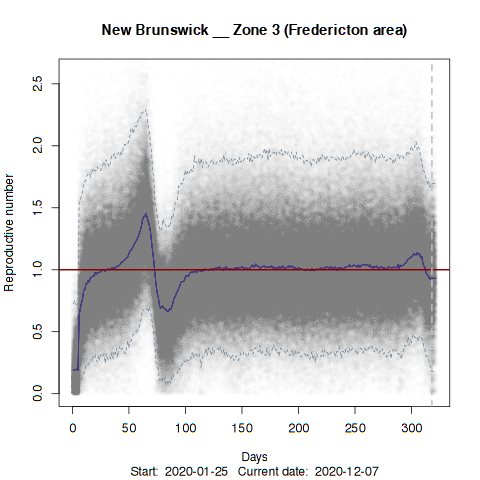 New Brunswick __ Zone 3 (Fredericton area)
Reproductive number
2.5
2.0
1.5
1.0
0.5
0.0
0 50 100 150 200 250 300
Days
Start: 2020-01-25 Current date: 2020-12-07